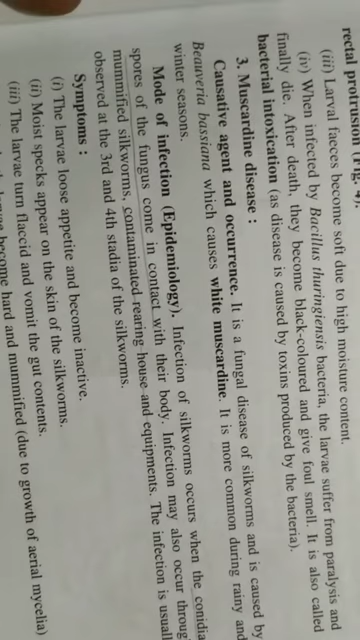 rectal protrusion (Fig. 4).
(iii) Larval faeces become soft due to high moisture content.
(iv) When infected by Bacillus thuringiensis bacteria, the larvae suffer from paralysis and
finally die. After death, they become black-coloured and give foul smell. It is also called
bacterial intoxication (as disease is caused by toxins produced by the bacteria).
3. Muscardine disease :
Causative agent and occurrence. It is a fungal disease of silkworms and is caused by
Beauveria bassiana which causes white muscardine. It is more common during rainy and
winter seasons.
Mode of infection (Epidemiology). Infection of silkworms occurs when the conidia
spores of the fungus come in contact with their body. Infection may also occur throug
mummified silkworms, contaminated rearing house and equipments. The infection is usuall
observed at the 3rd and 4th stadia of the silkworms.
Symptoms :
(i) The larvae loose appetite and become inactive.
(ii) Moist specks appear on the skin of the silkworms.
(iii) The larvae turn flaccid and vomit the gut contents.
become hard and mummified (due to growth of aerial mycelia)